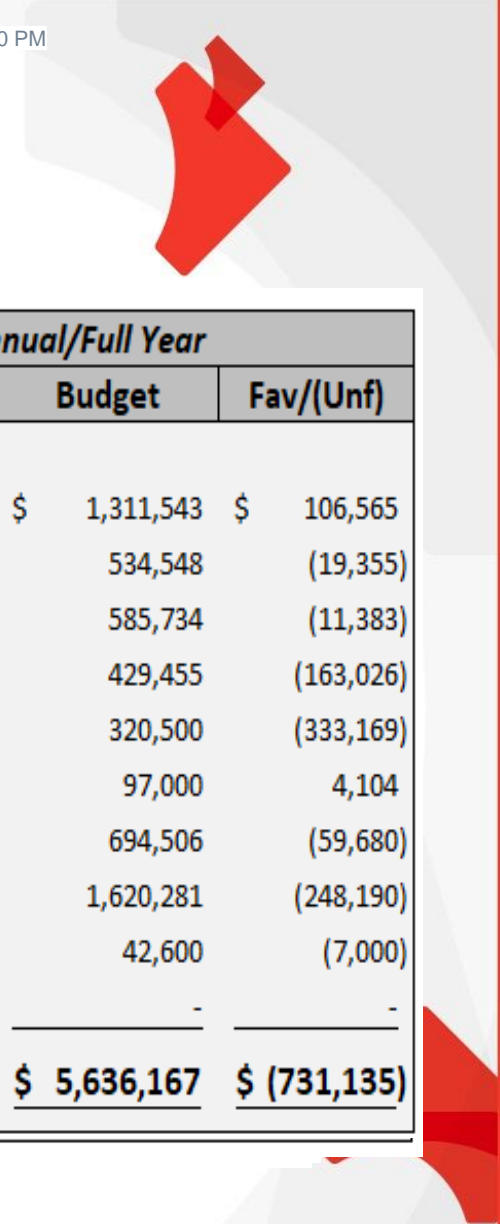 0 PM
nual/Full Year
Budget Fav/(Unf)
$ 1,311,543 $ 106,565
534,548 (19,355)
585,734 (11,383)
429,455 (163,026)
320,500 (333,169)
97,000 4,104
694,506 (59,680)
1,620,281 (248,190)
42,600 (7,000)
- -
$ 5,636,167 $ (731,135)